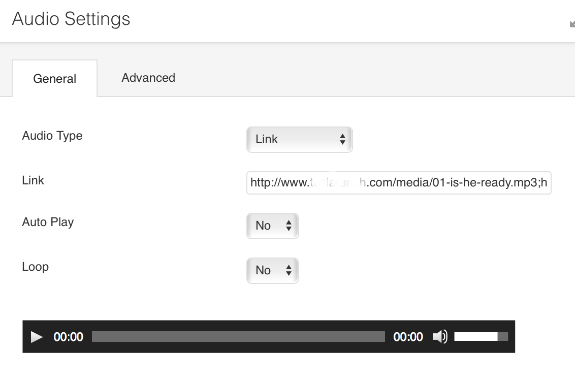 Audio Settings
General Advanced
Audio Type Link
Link http://www. .com/media/01-is-he-ready.mp3;h
Auto Play No
Loop No
00:00 00:00